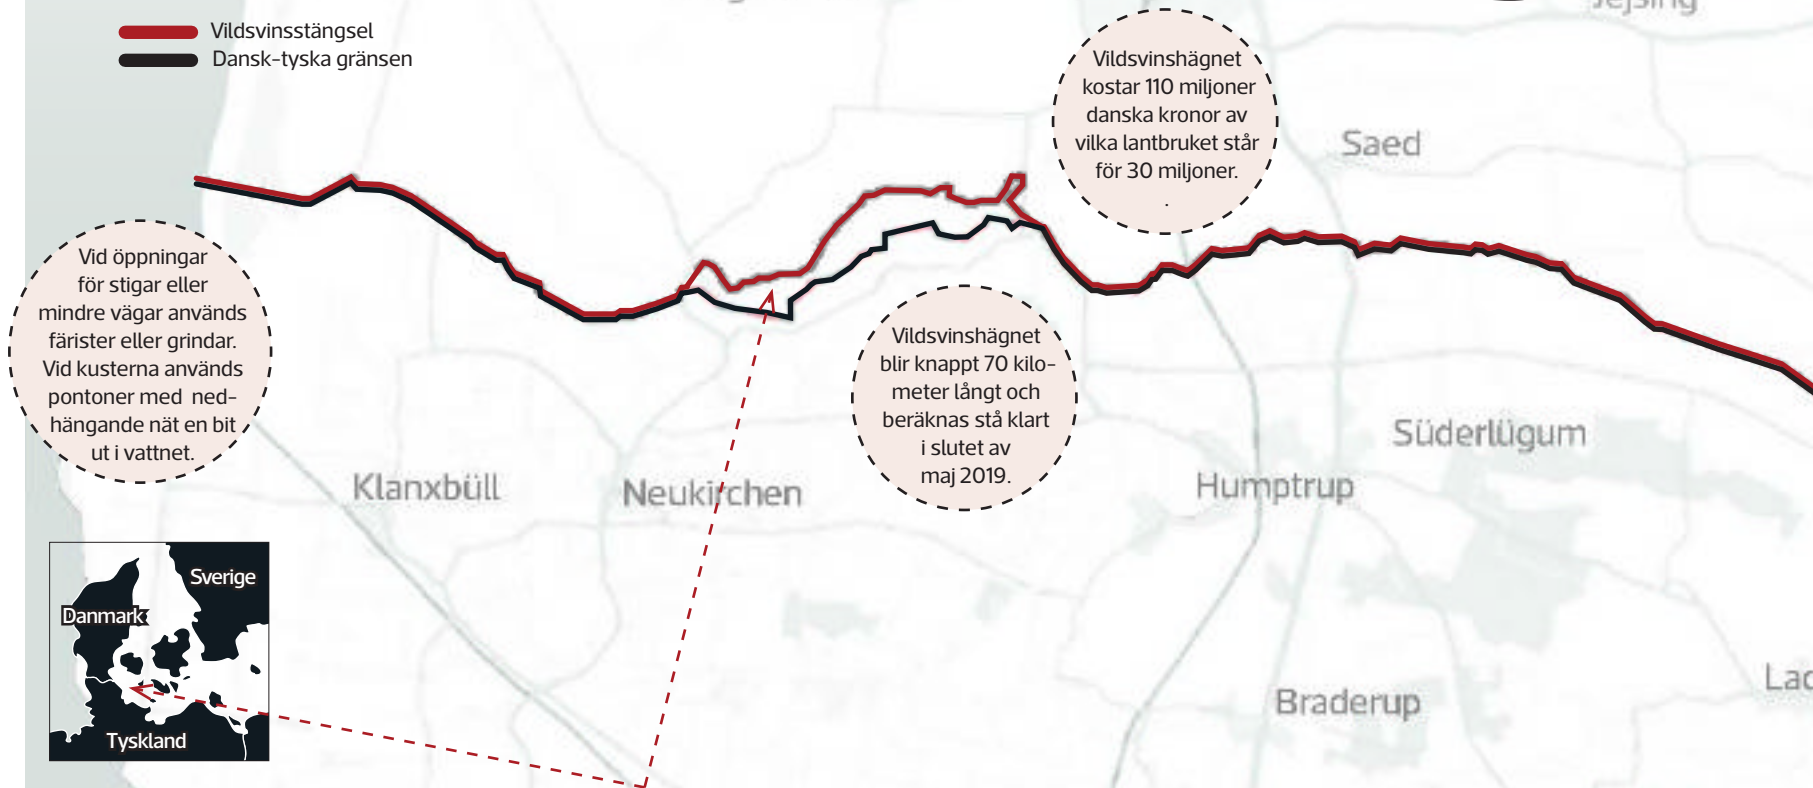 Jejsing
Vildsvinsstängsel
Dansk-tyska gränsen
Vildsvinshägnet
kostar 110 miljoner
danska kronor av
vilka lantbruket står
för 30 miljoner.
.
Saed
Vid öppningar
för stigar eller
mindre vägar används
färister eller grindar.
Vid kusterna används
pontoner med ned-
hängande nät en bit
ut i vattnet.
Vildsvinshägnet
blir knappt 70 kilo-
meter långt och
beräknas stå klart
i slutet av
maj 2019.
Süderlügum
Klanxbüll
Neukirchen
Humptrup
Sverige
Danmark
Tyskland
Braderup
Lad